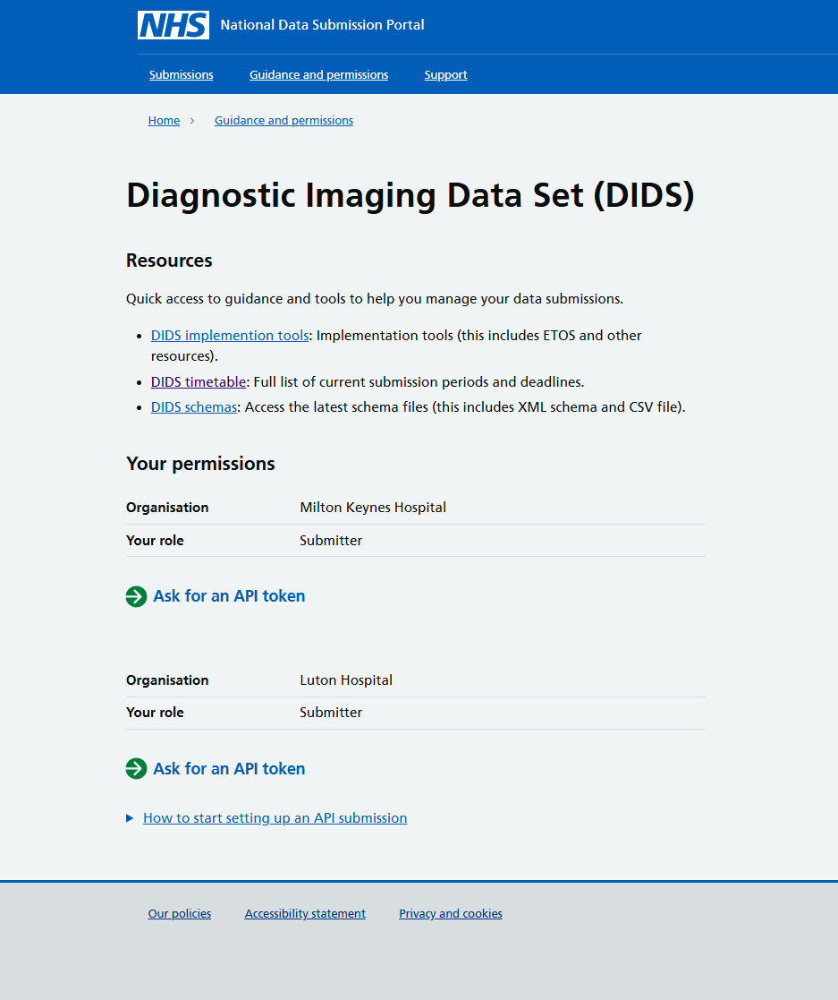 NHS National Data Submission Portal
Submissions Guidance and permissions Support
Home Guidance and permissions
Diagnostic Imaging Data Set (DIDS)
Resources
Quick access to guidance and tools to help you manage your data submissions.
DIDS implemention tools: Implementation tools (this includes ETOS and other
resources).
DIDS timetable: Full list of current submission periods and deadlines.
DIDS schemas: Access the latest schema files (this includes XML schema and CSV file).
Your permissions
Organisation Milton Keynes Hospital
Your role Submitter
Ask for an API token
Organisation Luton Hospital
Your role Submitter
Ask for an API token
How to start setting up an API submission
Our policies Accessibility statement Privacy and cookies